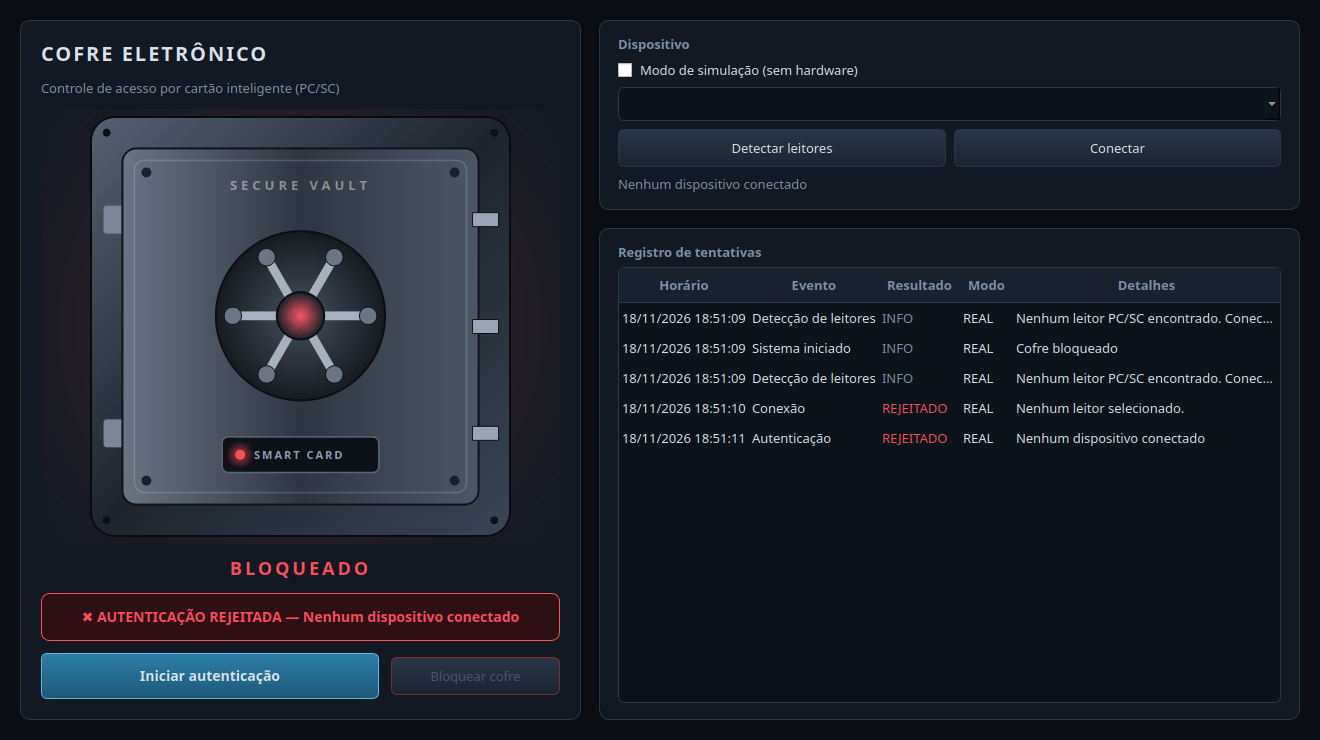 COFRE ELETRÔNICO
Controle de acesso por cartão inteligente (PC/SC)
SECURE VAULT
SMART CARD
BLOQUEADO
✖ AUTENTICAÇÃO REJEITADA — Nenhum dispositivo conectado
Iniciar autenticação
Bloquear cofre
Dispositivo
Modo de simulação (sem hardware)
Detectar leitores
Conectar
Nenhum dispositivo conectado
Registro de tentativas
Horário Evento Resultado Modo Detalhes
18/11/2026 18:51:09 Detecção de leitores INFO REAL Nenhum leitor PC/SC encontrado. Conec...
18/11/2026 18:51:09 Sistema iniciado INFO REAL Cofre bloqueado
18/11/2026 18:51:09 Detecção de leitores INFO REAL Nenhum leitor PC/SC encontrado. Conec...
18/11/2026 18:51:10 Conexão REJEITADO REAL Nenhum leitor selecionado.
18/11/2026 18:51:11 Autenticação REJEITADO REAL Nenhum dispositivo conectado